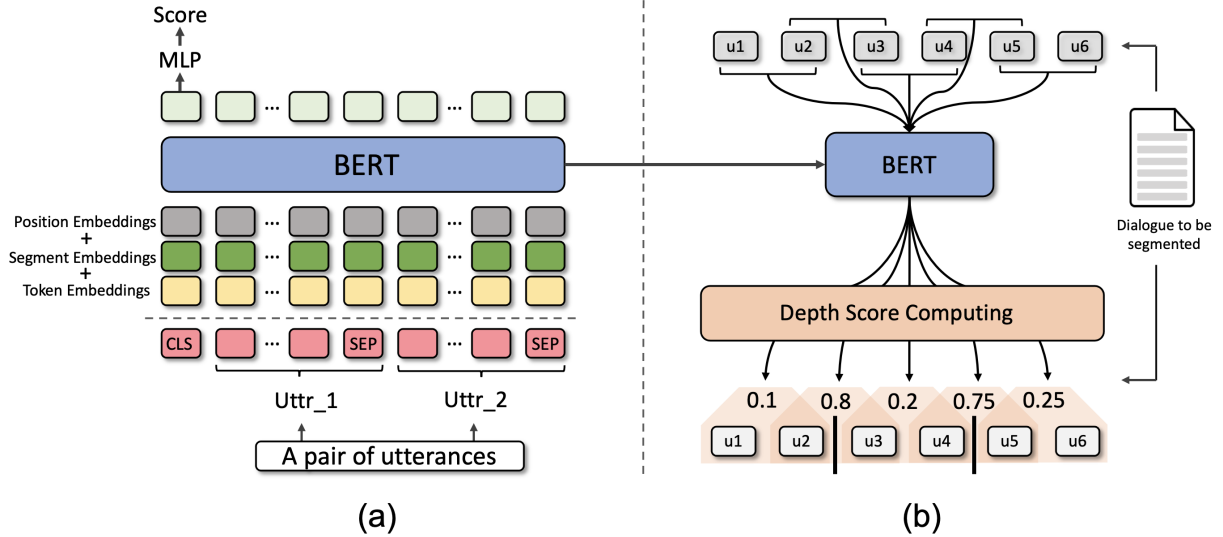 Score
MLP
... ...
BERT
Position Embeddings
+
Segment Embeddings
+
Token Embeddings
... ...
... ...
... ...
CLS ... SEP ... SEP
Uttr_1 Uttr_2
A pair of utterances
(a)
u1 u2 u3 u4 u5 u6
BERT
Dialogue to be
segmented
Depth Score Computing
0.1 0.8 0.2 0.75 0.25
u1 u2 u3 u4 u5 u6
(b)